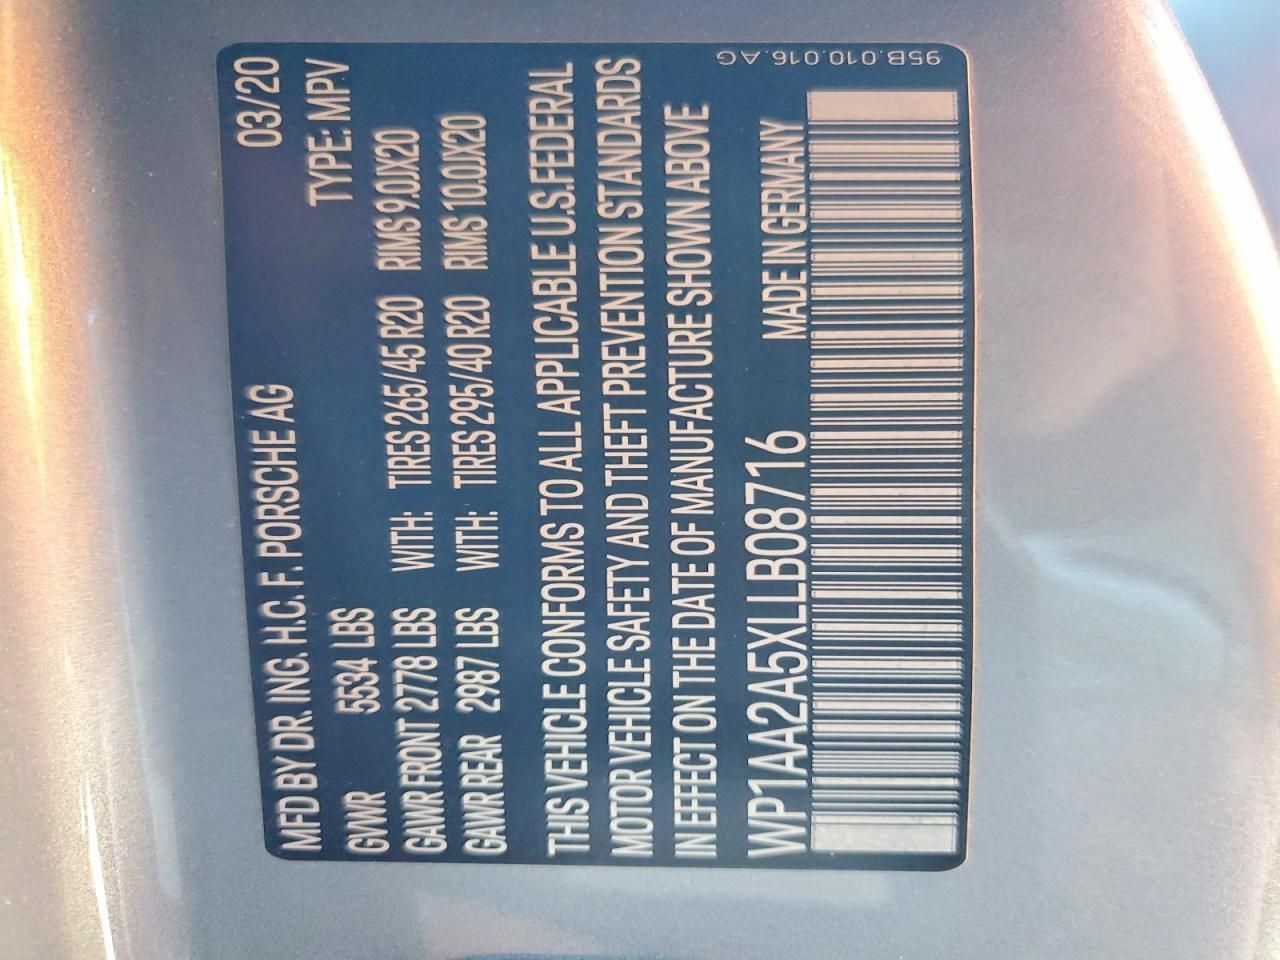 MFD BY DR. ING. H.C. F. PORSCHE AG 03/20
GVWR 5534 LBS TYPE: MPV
GAWR FRONT 2778 LBS WITH: TIRES 265/45 R20 RIMS 9.0JX20
GAWR REAR 2987 LBS WITH: TIRES 295/40 R20 RIMS 10.0JX20
THIS VEHICLE CONFORMS TO ALL APPLICABLE U.S.FEDERAL
MOTOR VEHICLE SAFETY AND THEFT PREVENTION STANDARDS
IN EFFECT ON THE DATE OF MANUFACTURE SHOWN ABOVE
WP1AA2A5XLLB08716 MADE IN GERMANY
95B.010.016.AG